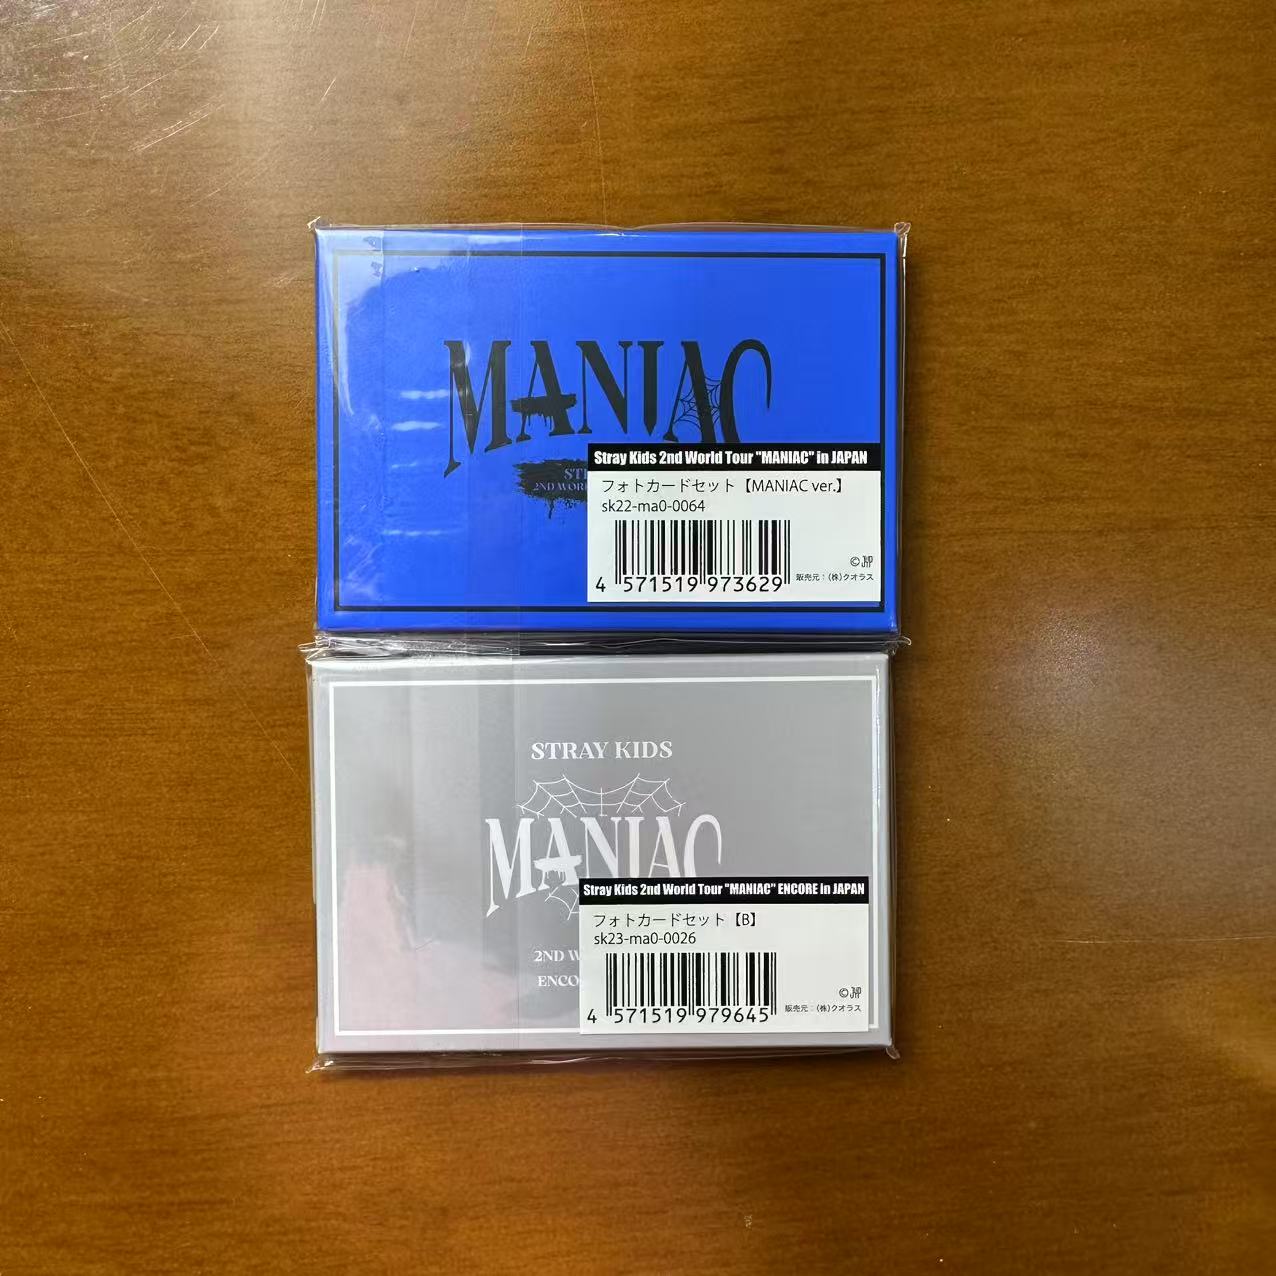 MANIAC
Stray Kids 2nd World Tour "MANIAC" in JAPAN
フォトカードセット【MANIAC ver.】
sk22-ma0-0064
4 571519 973629
©JYP
販売元：(株)クオラス
STRAY KIDS
MANIAC
Stray Kids 2nd World Tour "MANIAC" ENCORE in JAPAN
フォトカードセット【B】
sk23-ma0-0026
2ND
4 571519 979645
©JYP
販売元：(株)クオラス